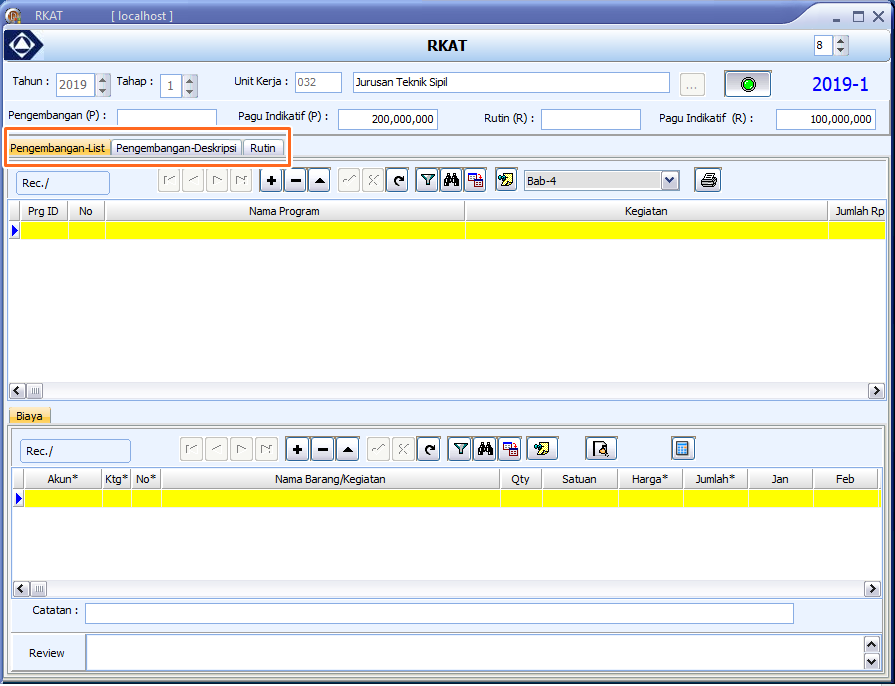 RKAT [ localhost ]
RKAT 8
Tahun : 2019 Tahap : 1 Unit Kerja : 032 Jurusan Teknik Sipil ... 2019-1
Pengembangan (P) : Pagu Indikatif (P) : 200,000,000 Rutin (R) : Pagu Indikatif (R) : 100,000,000
Pengembangan-List Pengembangan-Deskripsi Rutin
Rec./ Bab-4
Prg ID No Nama Program Kegiatan Jumlah Rp
Biaya
Rec./
Akun* Ktg* No* Nama Barang/Kegiatan Qty Satuan Harga* Jumlah* Jan Feb
Catatan :
Review